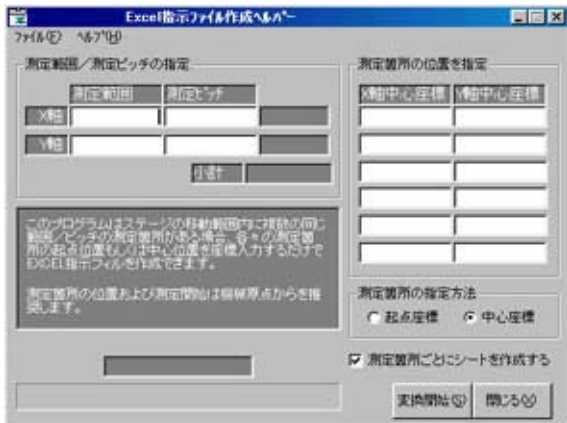 Excel指示ファイル作成ヘルパー
ファイル(F) ヘルプ(H)
測定範囲/測定ピッチの指定
測定範囲 測定ピッチ
X軸
Y軸
小計
このプログラムはステージの移動範囲内に複数の同じ
範囲/ピッチの測定箇所がある場合、各々の測定箇
所の起点位置もしくは中心位置を座標入力するだけで
EXCEL指示フィルを作成できます。
測定箇所の位置および測定開始は機械原点からを推
奨します。
測定箇所の位置を指定
X軸中心座標 Y軸中心座標
測定箇所の指定方法
起点座標 中心座標
測定箇所ごとにシートを作成する
変換開始(S) 閉じる(X)